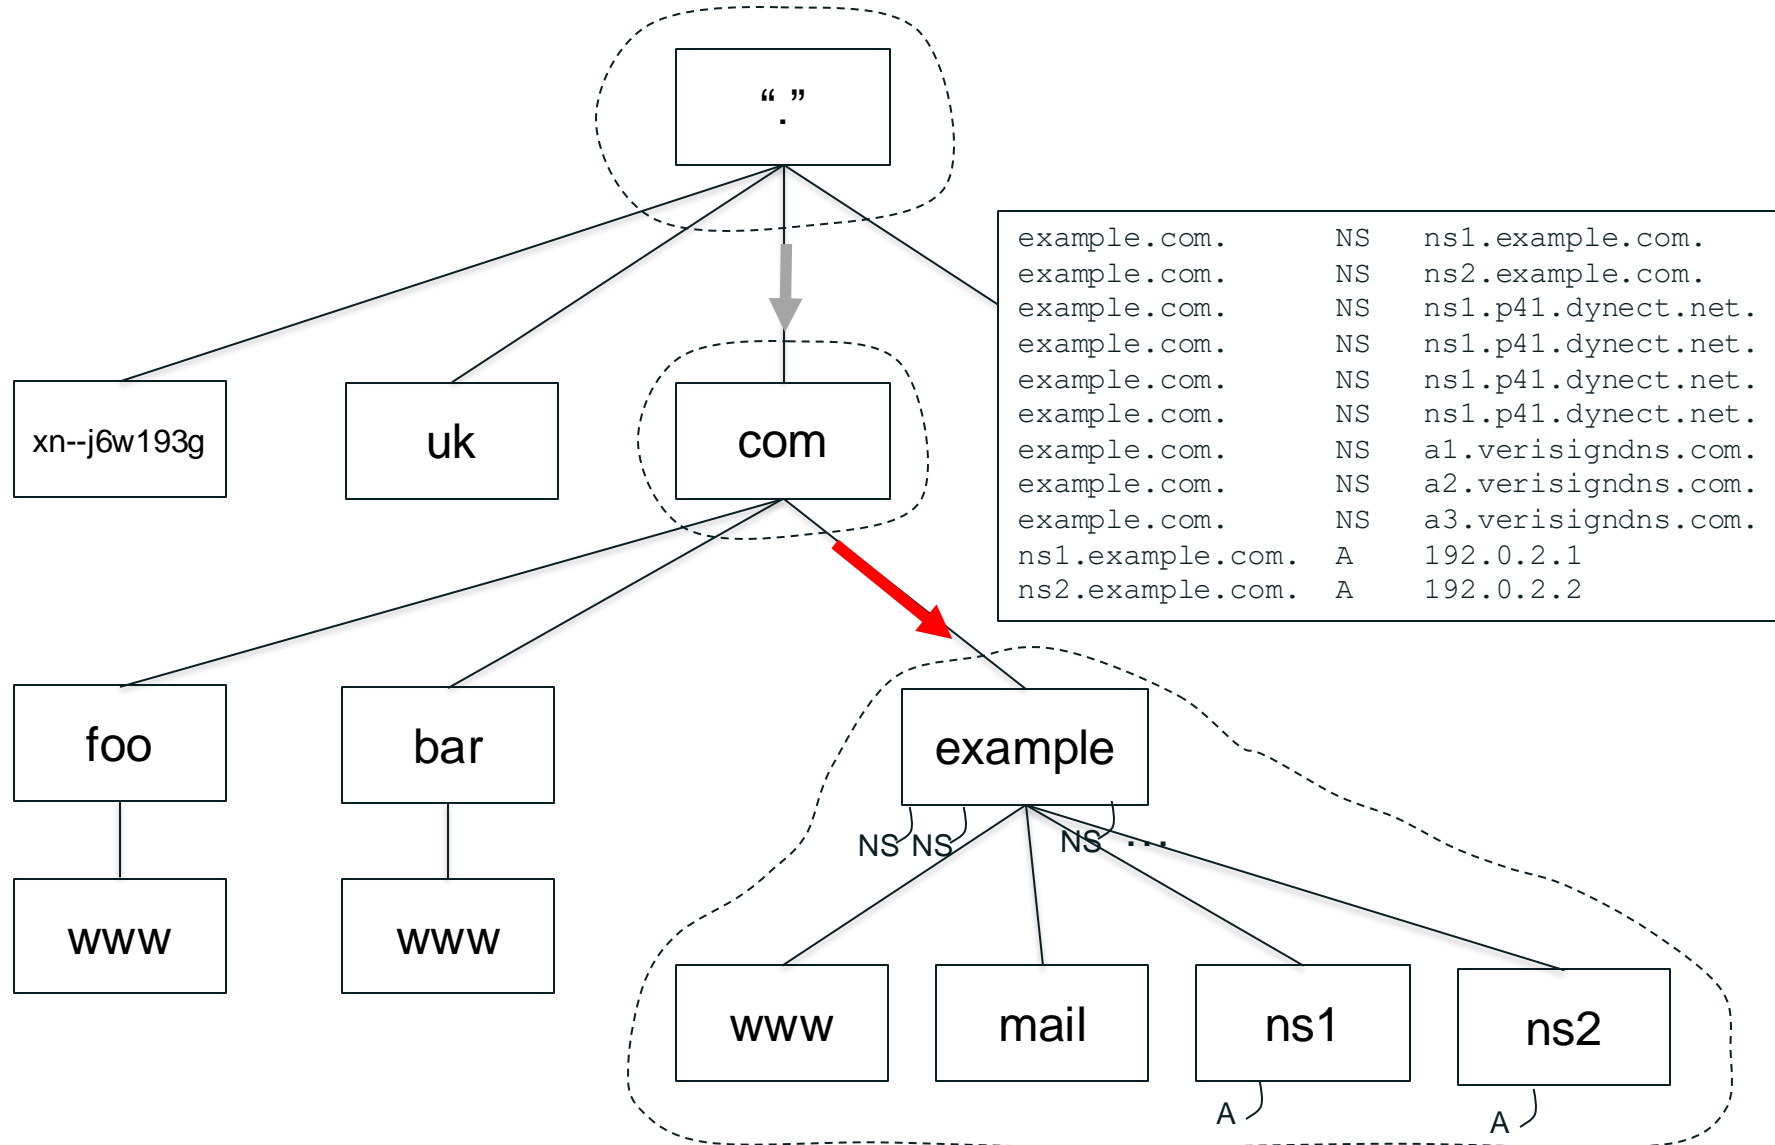 “.”
example.com. NS ns1.example.com.
example.com. NS ns2.example.com.
example.com. NS ns1.p41.dynect.net.
example.com. NS ns1.p41.dynect.net.
example.com. NS ns1.p41.dynect.net.
example.com. NS ns1.p41.dynect.net.
example.com. NS a1.verisigndns.com.
example.com. NS a2.verisigndns.com.
example.com. NS a3.verisigndns.com.
ns1.example.com. A 192.0.2.1
ns2.example.com. A 192.0.2.2
xn--j6w193g
uk
com
foo
bar
example
NS NS NS ...
www
www
www
mail
ns1
ns2
A
A